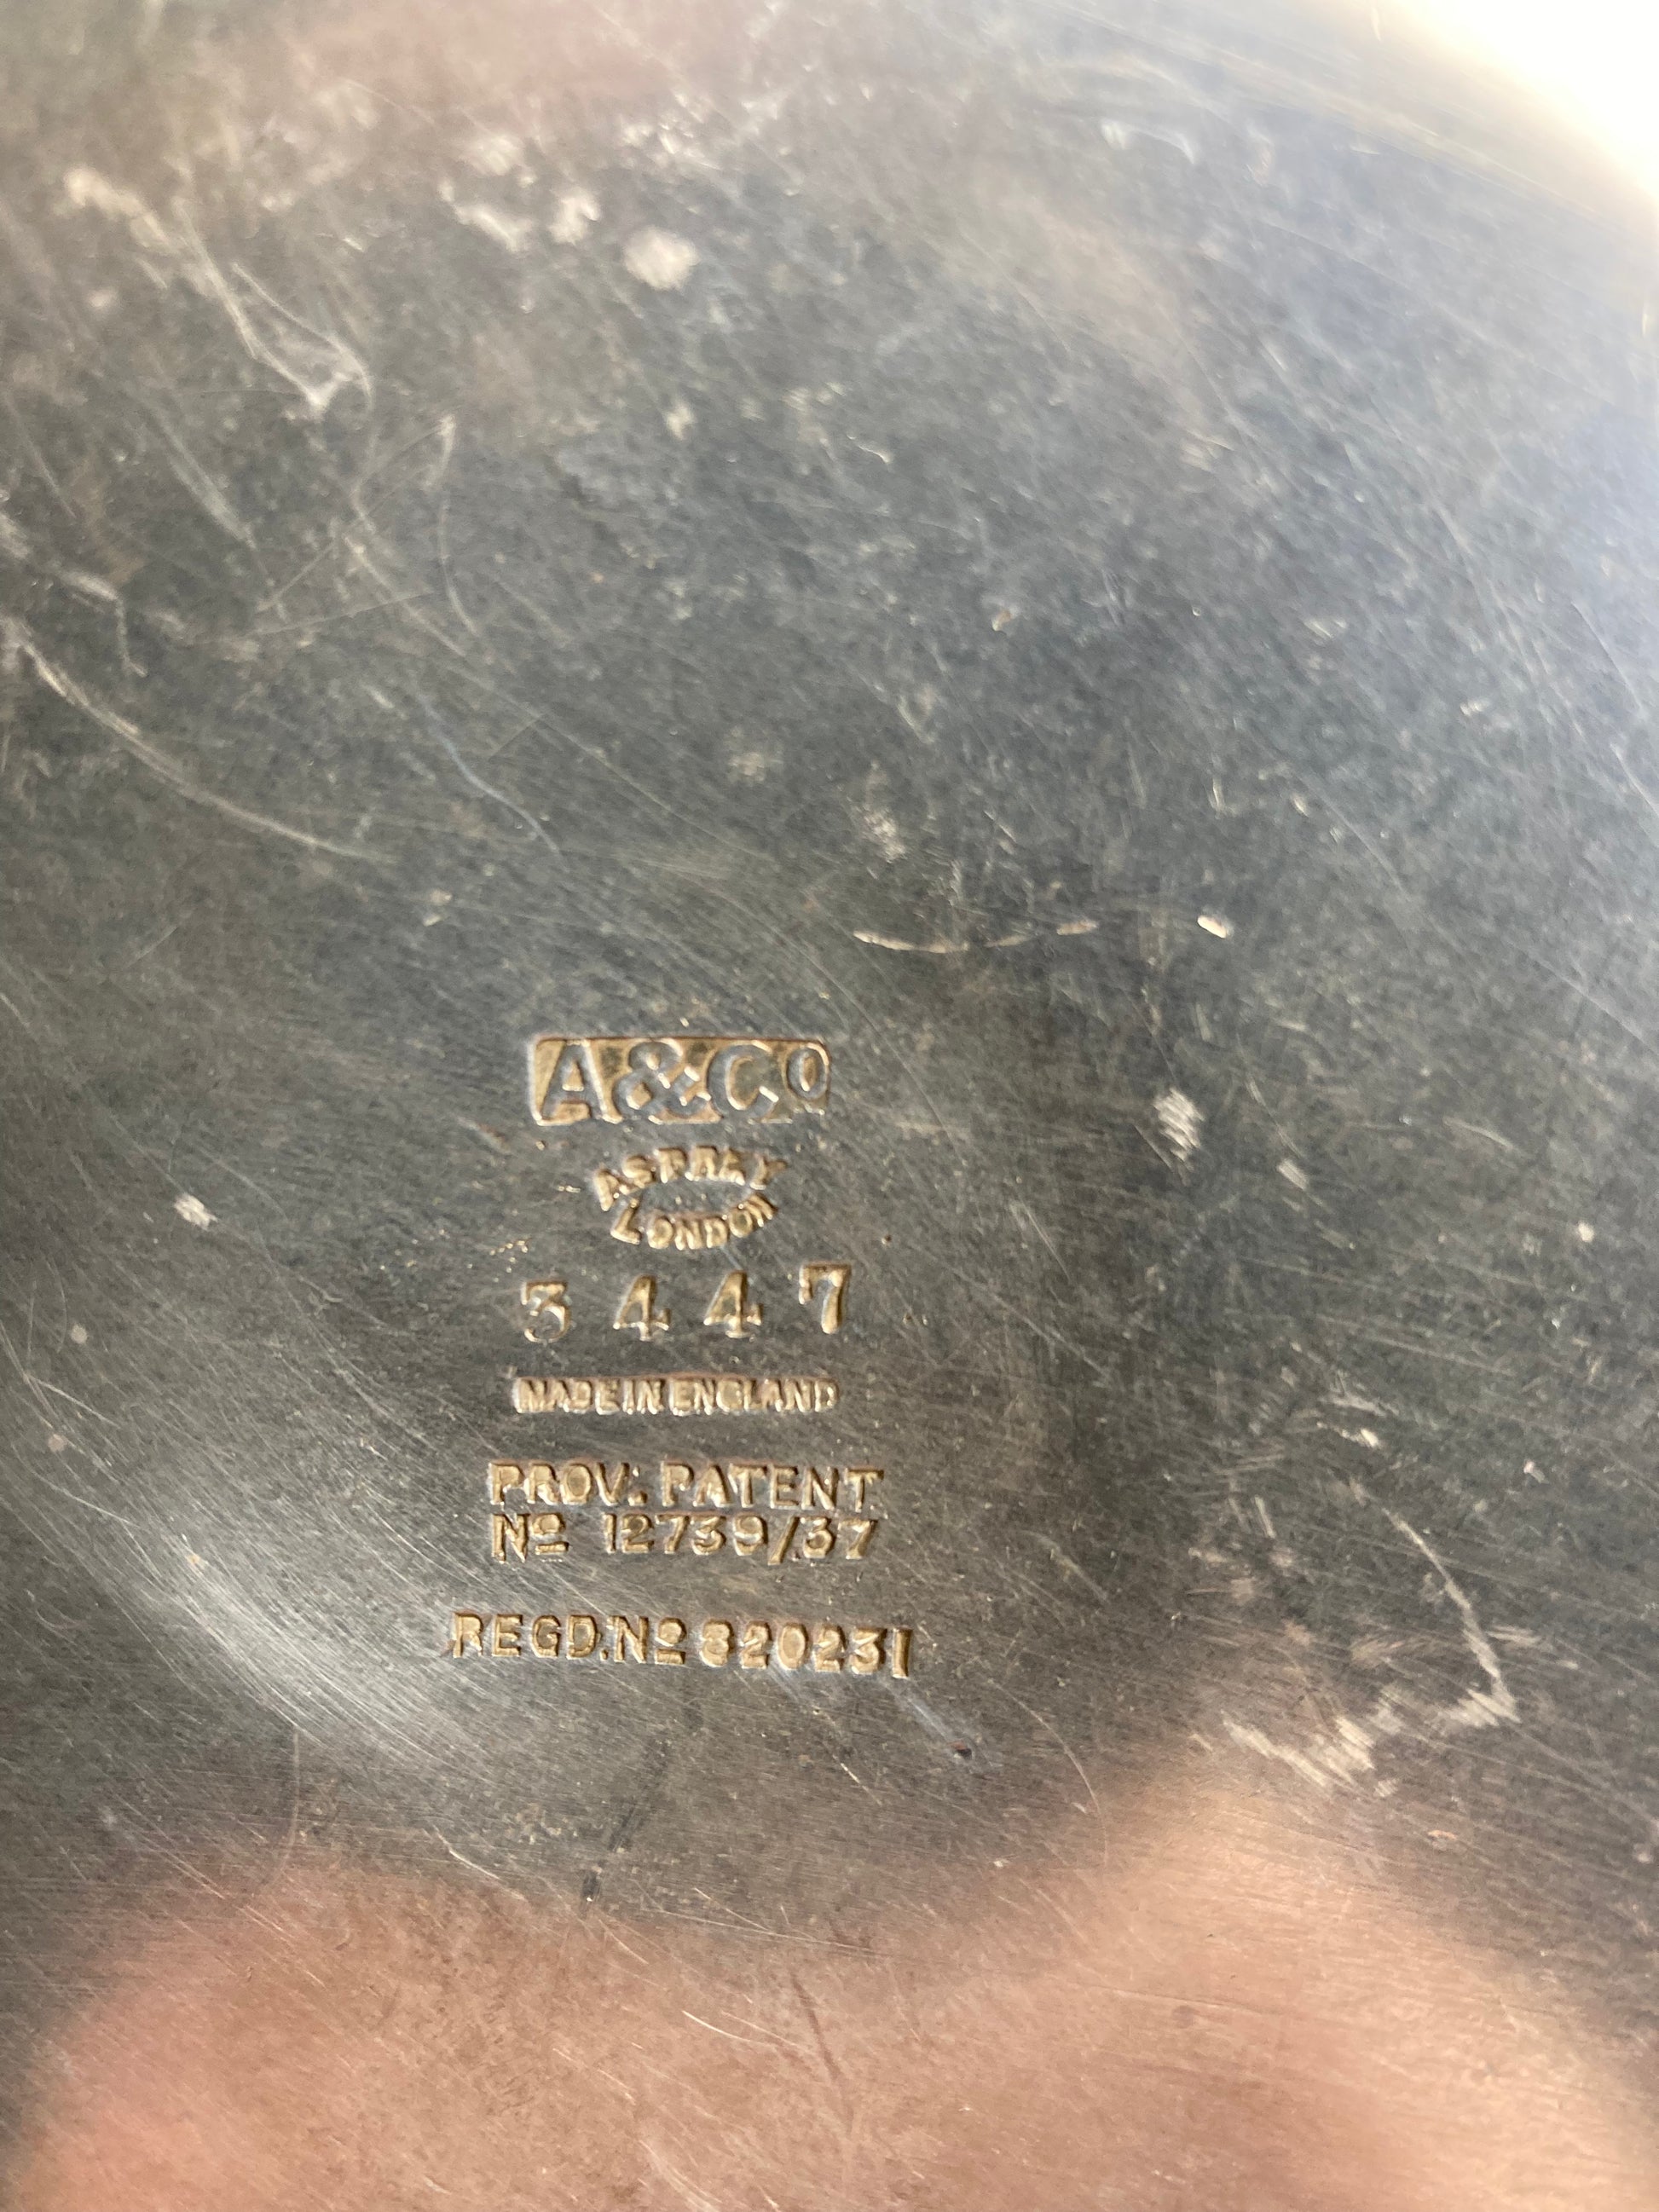 A&Co
ASPREY
LONDON
3447
MADE IN ENGLAND
PROV. PATENT
No 12739/37
REGD. No 820231